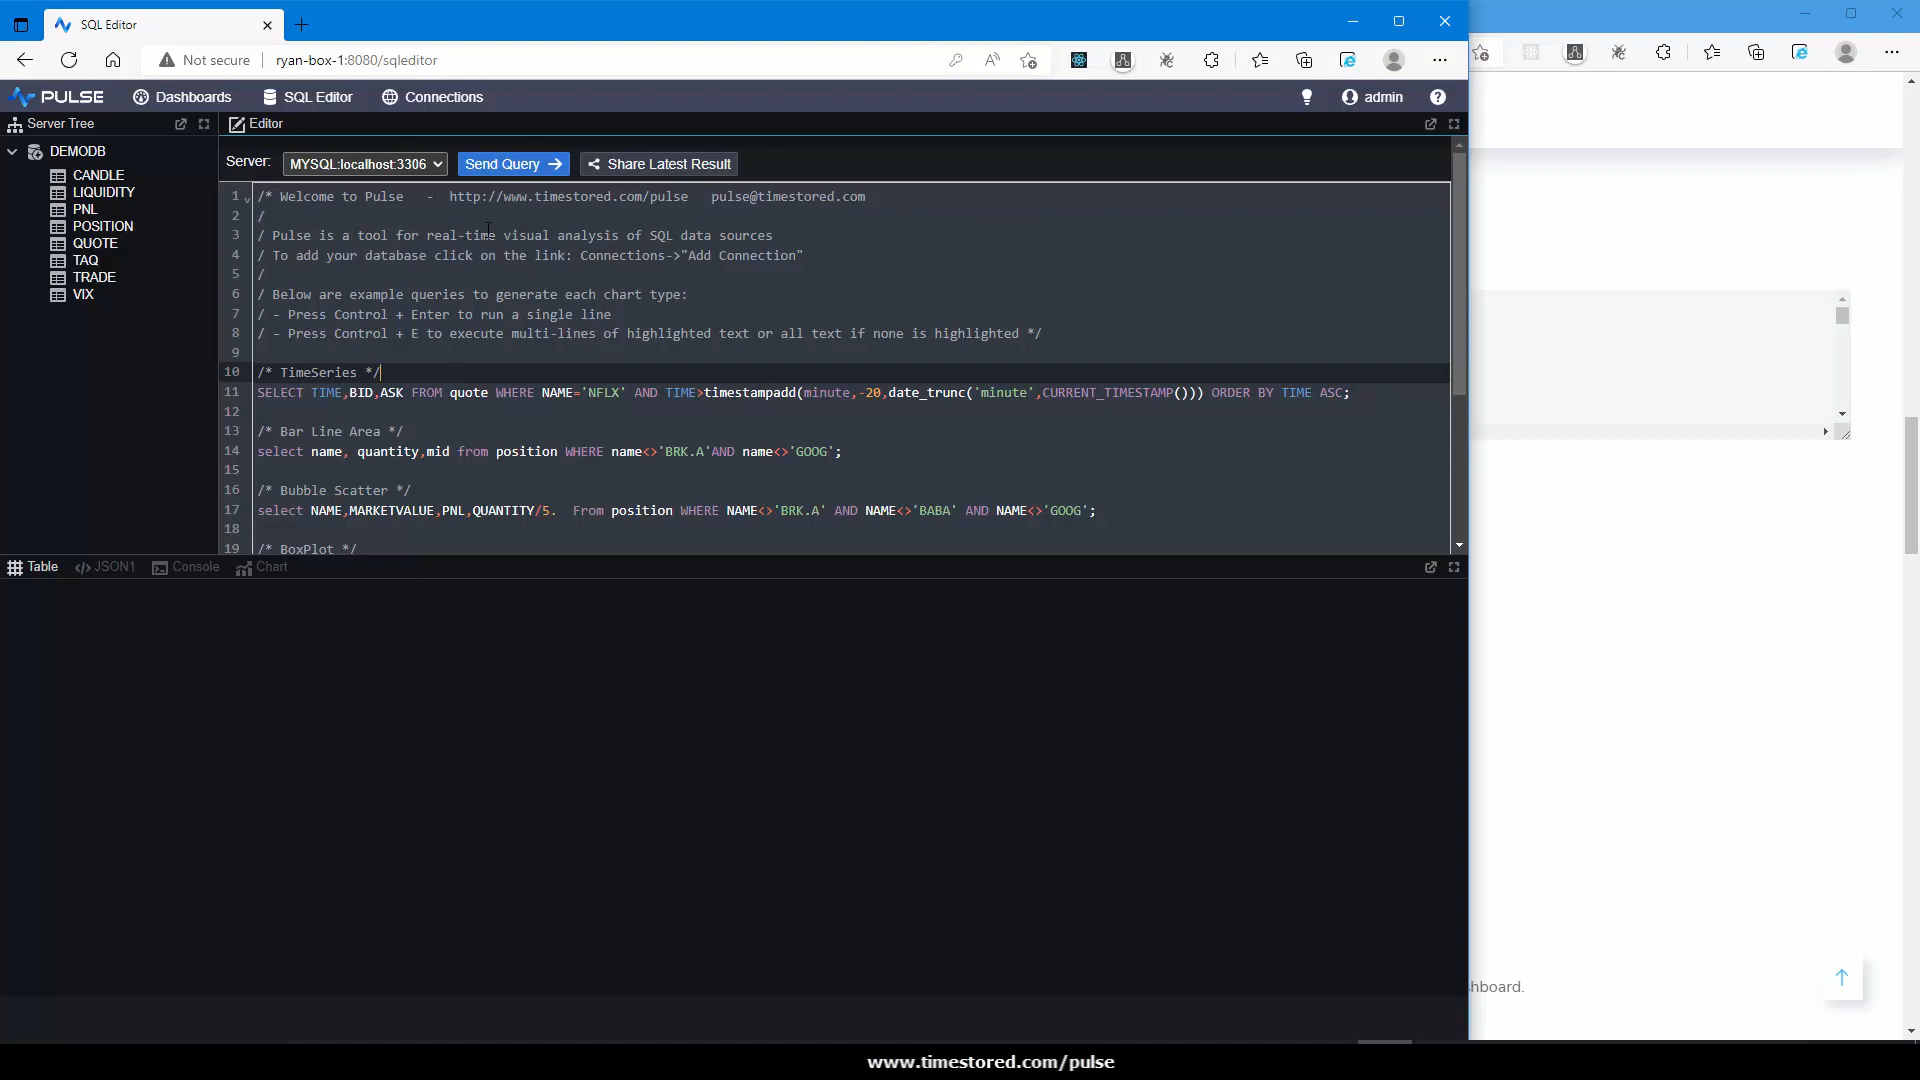 SQL Editor
Not secure
ryan-box-1:8080/sqleditor
PULSE
Dashboards
SQL Editor
Connections
admin
Server Tree
Editor
DEMODB
CANDLE
LIQUIDITY
PNL
POSITION
QUOTE
TAQ
TRADE
VIX
Server:
MYSQL:localhost:3306
Send Query
Share Latest Result
1 /* Welcome to Pulse - http://www.timestored.com/pulse pulse@timestored.com
2 /
3 / Pulse is a tool for real-time visual analysis of SQL data sources
4 / To add your database click on the link: Connections->"Add Connection"
5 /
6 / Below are example queries to generate each chart type:
7 / - Press Control + Enter to run a single line
8 / - Press Control + E to execute multi-lines of highlighted text or all text if none is highlighted */
9
10 /* TimeSeries */
11 SELECT TIME,BID,ASK FROM quote WHERE NAME='NFLX' AND TIME>timestampadd(minute,-20,date_trunc('minute',CURRENT_TIMESTAMP())) ORDER BY TIME ASC;
12
13 /* Bar Line Area */
14 select name, quantity,mid from position WHERE name<>'BRK.A'AND name<>'GOOG';
15
16 /* Bubble Scatter */
17 select NAME,MARKETVALUE,PNL,QUANTITY/5. From position WHERE NAME<>'BRK.A' AND NAME<>'BABA' AND NAME<>'GOOG';
18
19 /* BoxPlot */
Table
JSON1
Console
Chart
hboard.
www.timestored.com/pulse